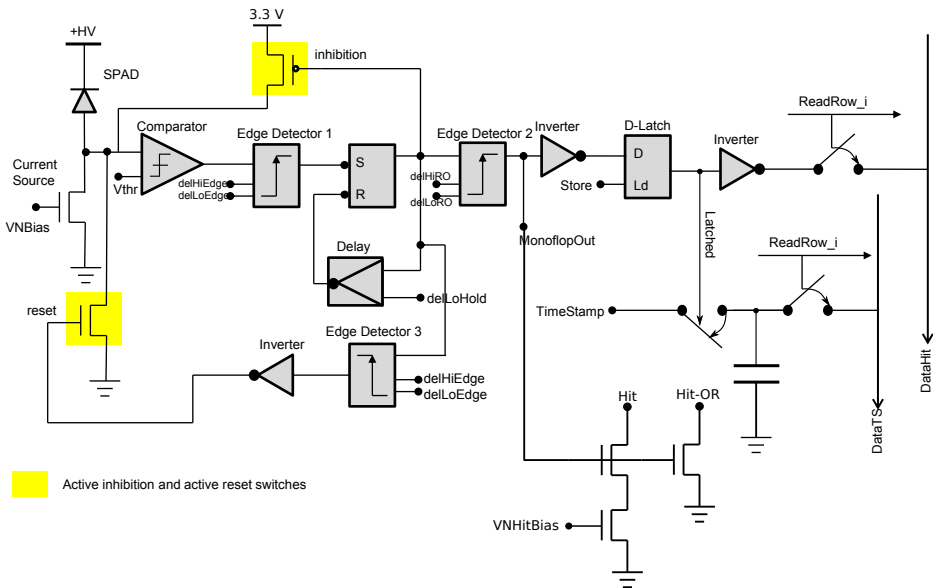 3.3 V
+HV
inhibition
SPAD
Comparator
Edge Detector 1
Edge Detector 2
Inverter
D-Latch
Inverter
ReadRow_i
S
R
D
Ld
Current
Source
Vthr
delHiEdge
delLoEdge
delHiRO
delLoRO
Store
VNBias
MonoflopOut
Latched
ReadRow_i
Delay
delLoHold
reset
TimeStamp
Edge Detector 3
Inverter
delHiEdge
delLoEdge
DataHit
DataTS
Hit
Hit-OR
VNHitBias
Active inhibition and active reset switches